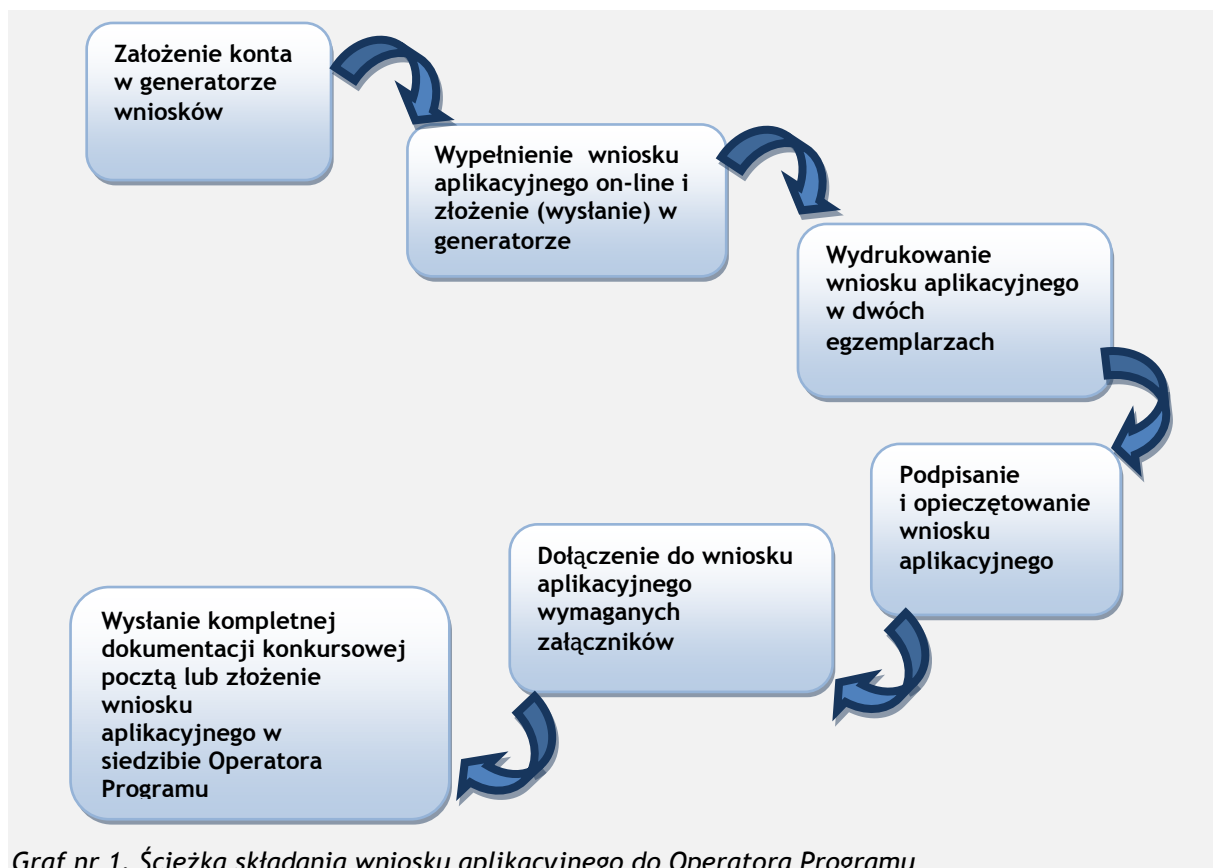 Założenie konta
w generatorze
wniosków
Wypełnienie wniosku
aplikacyjnego on-line i
złożenie (wysłanie) w
generatorze
Wydrukowanie
wniosku aplikacyjnego
w dwóch
egzemplarzach
Podpisanie
i opieczętowanie
wniosku
aplikacyjnego
Dołączenie do wniosku
aplikacyjnego
wymaganych
załączników
Wysłanie kompletnej
dokumentacji konkursowej
pocztą lub złożenie
wniosku
aplikacyjnego w
siedzibie Operatora
Programu
Graf nr 1. Ścieżka składania wniosku aplikacyjnego do Operatora Programu